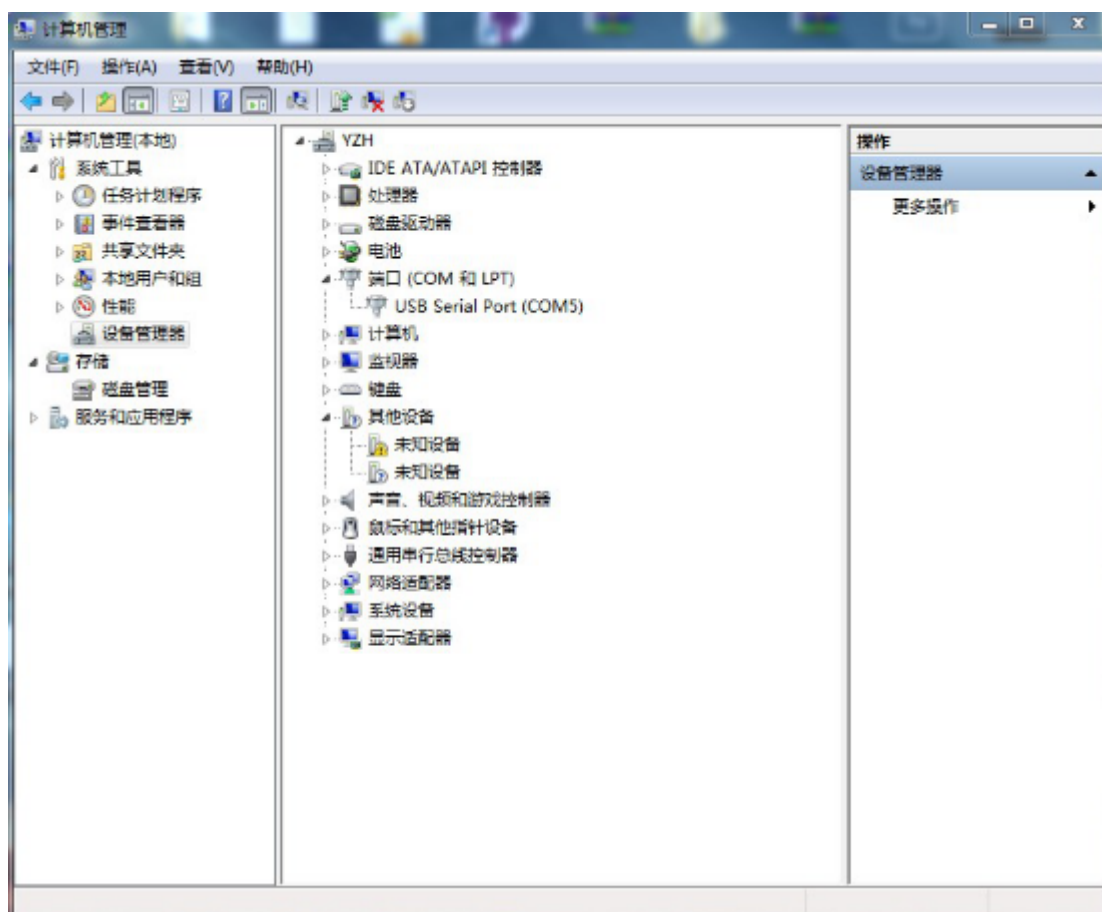 计算机管理
文件(F) 操作(A) 查看(V) 帮助(H)
计算机管理(本地)
系统工具
任务计划程序
事件查看器
共享文件夹
本地用户和组
性能
设备管理器
存储
磁盘管理
服务和应用程序
YZH
IDE ATA/ATAPI 控制器
处理器
磁盘驱动器
电池
端口 (COM 和 LPT)
USB Serial Port (COM5)
计算机
监视器
键盘
其他设备
未知设备
未知设备
声音、视频和游戏控制器
鼠标和其他指针设备
通用串行总线控制器
网络适配器
系统设备
显示适配器
操作
设备管理器
更多操作